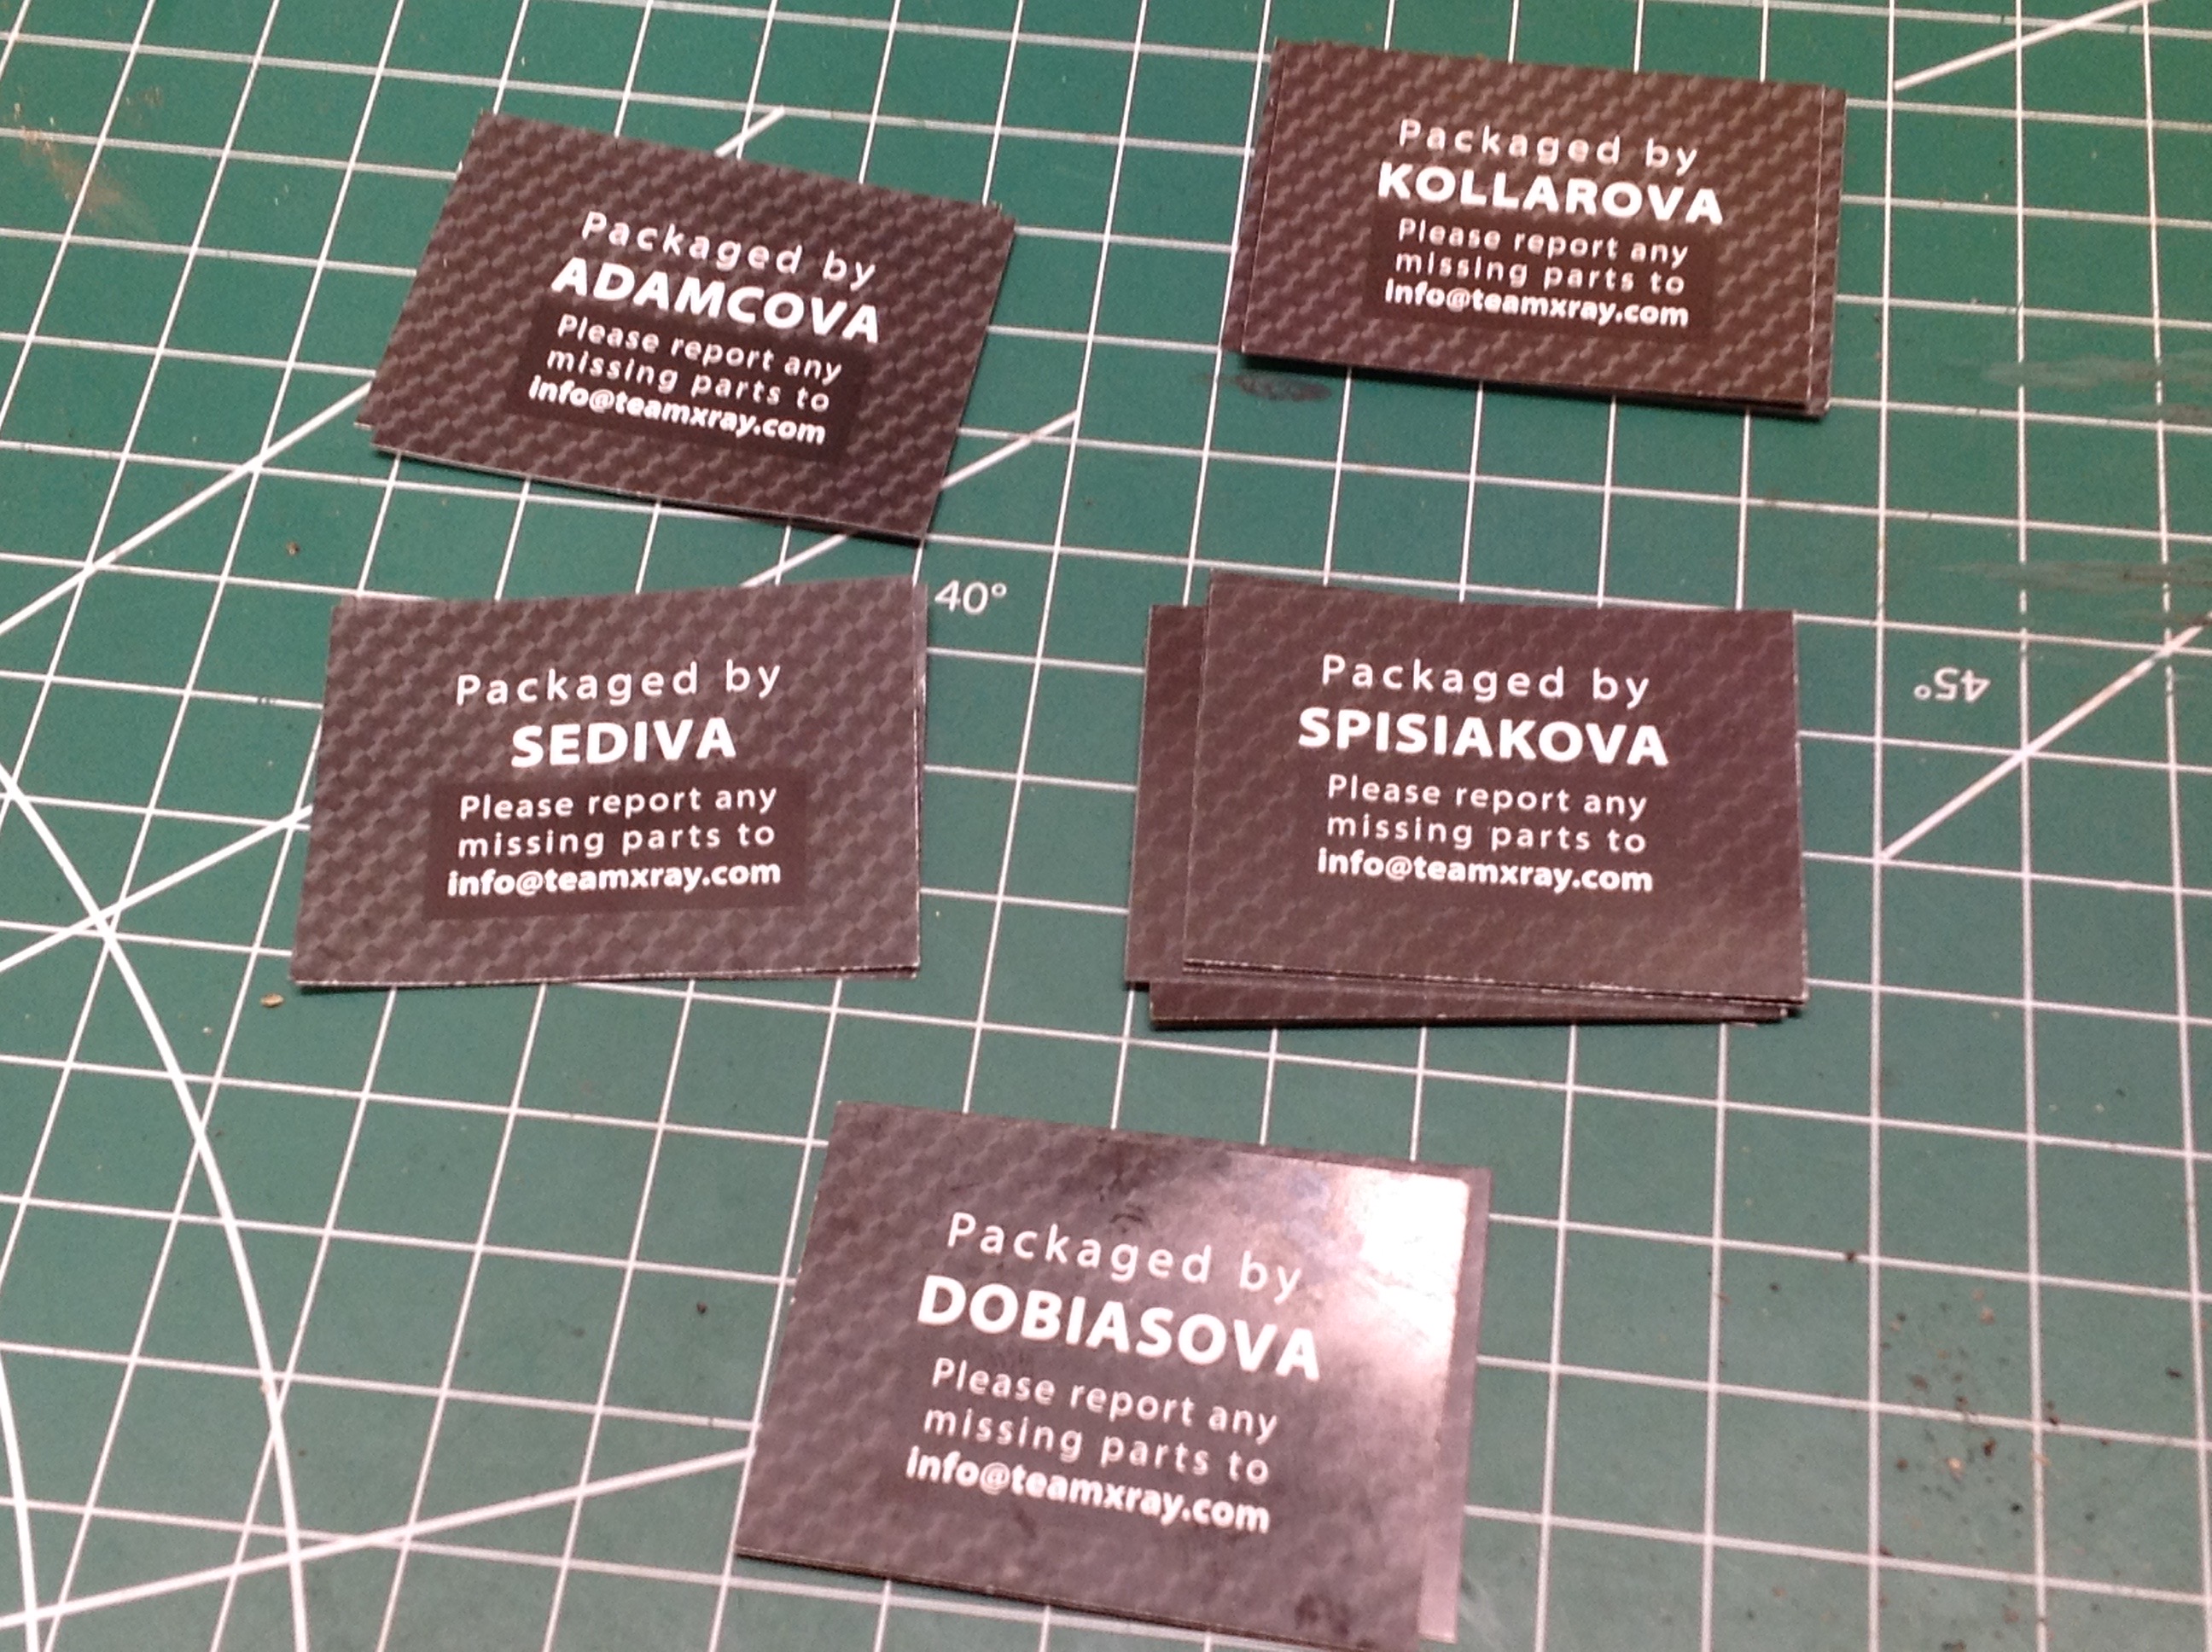 Packaged by
ADAMCOVA
Please report any
missing parts to
info@teamxray.com
Packaged by
KOLLAROVA
Please report any
missing parts to
info@teamxray.com
40°
Packaged by
SEDIVA
Please report any
missing parts to
info@teamxray.com
Packaged by
SPISIAKOVA
Please report any
missing parts to
info@teamxray.com
45°
Packaged by
DOBIASOVA
Please report any
missing parts to
info@teamxray.com